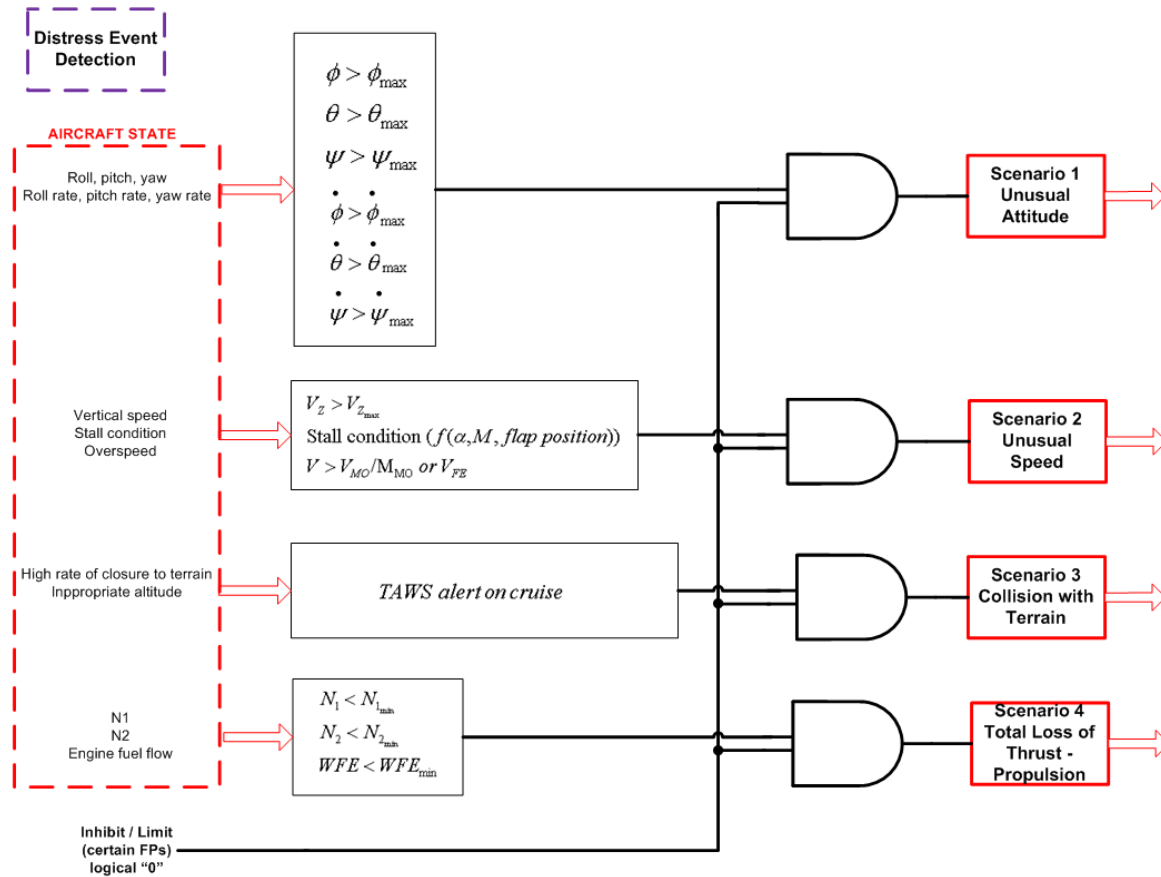 Distress Event
Detection
AIRCRAFT STATE
Roll, pitch, yaw
Roll rate, pitch rate, yaw rate
ϕ > ϕmax
θ > θmax
ψ > ψmax
ϕ̇ > ϕ̇max
θ̇ > θ̇max
ψ̇ > ψ̇max
Scenario 1
Unusual
Attitude
Vertical speed
Stall condition
Overspeed
VZ > VZmax
Stall condition (f(α,M, flap position))
V > VMO/MMO or VFE
Scenario 2
Unusual
Speed
High rate of closure to terrain
Inppropriate altitude
TAWS alert on cruise
Scenario 3
Collision with
Terrain
N1
N2
Engine fuel flow
N1 < N1min
N2 < N2min
WFE < WFEmin
Scenario 4
Total Loss of
Thrust -
Propulsion
Inhibit / Limit
(certain FPs)
logical “0”